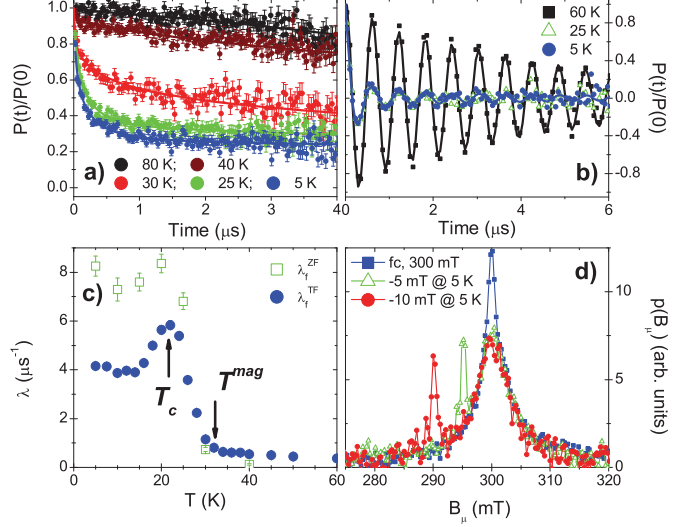 1.0
0.8
0.6
0.4
0.2
0.0
P(t)/P(0)
a)
80 K; 40 K
30 K; 25 K; 5 K
0 1 2 3 4
Time (μs)
60 K
25 K
5 K
0.8
0.4
0.0
-0.4
-0.8
P(t)/P(0)
b)
0 2 4 6
Time (μs)
8
6
4
2
0
λ (μs⁻¹)
c)
λ_f^ZF
λ_f^TF
T_c
T^mag
0 20 40 60
T (K)
d)
fc, 300 mT
-5 mT @ 5 K
-10 mT @ 5 K
10
5
0
p(B_μ) (arb. units)
280 290 300 310 320
B_μ (mT)